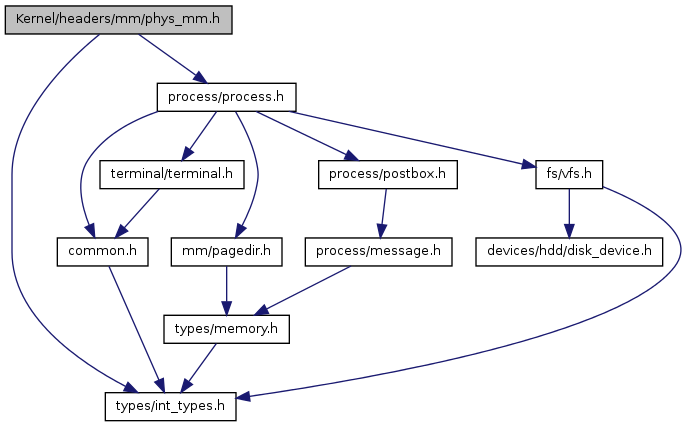 Kernel/headers/mm/phys_mm.h
process/process.h
terminal/terminal.h
process/postbox.h
fs/vfs.h
common.h
mm/pagedir.h
process/message.h
devices/hdd/disk_device.h
types/memory.h
types/int_types.h